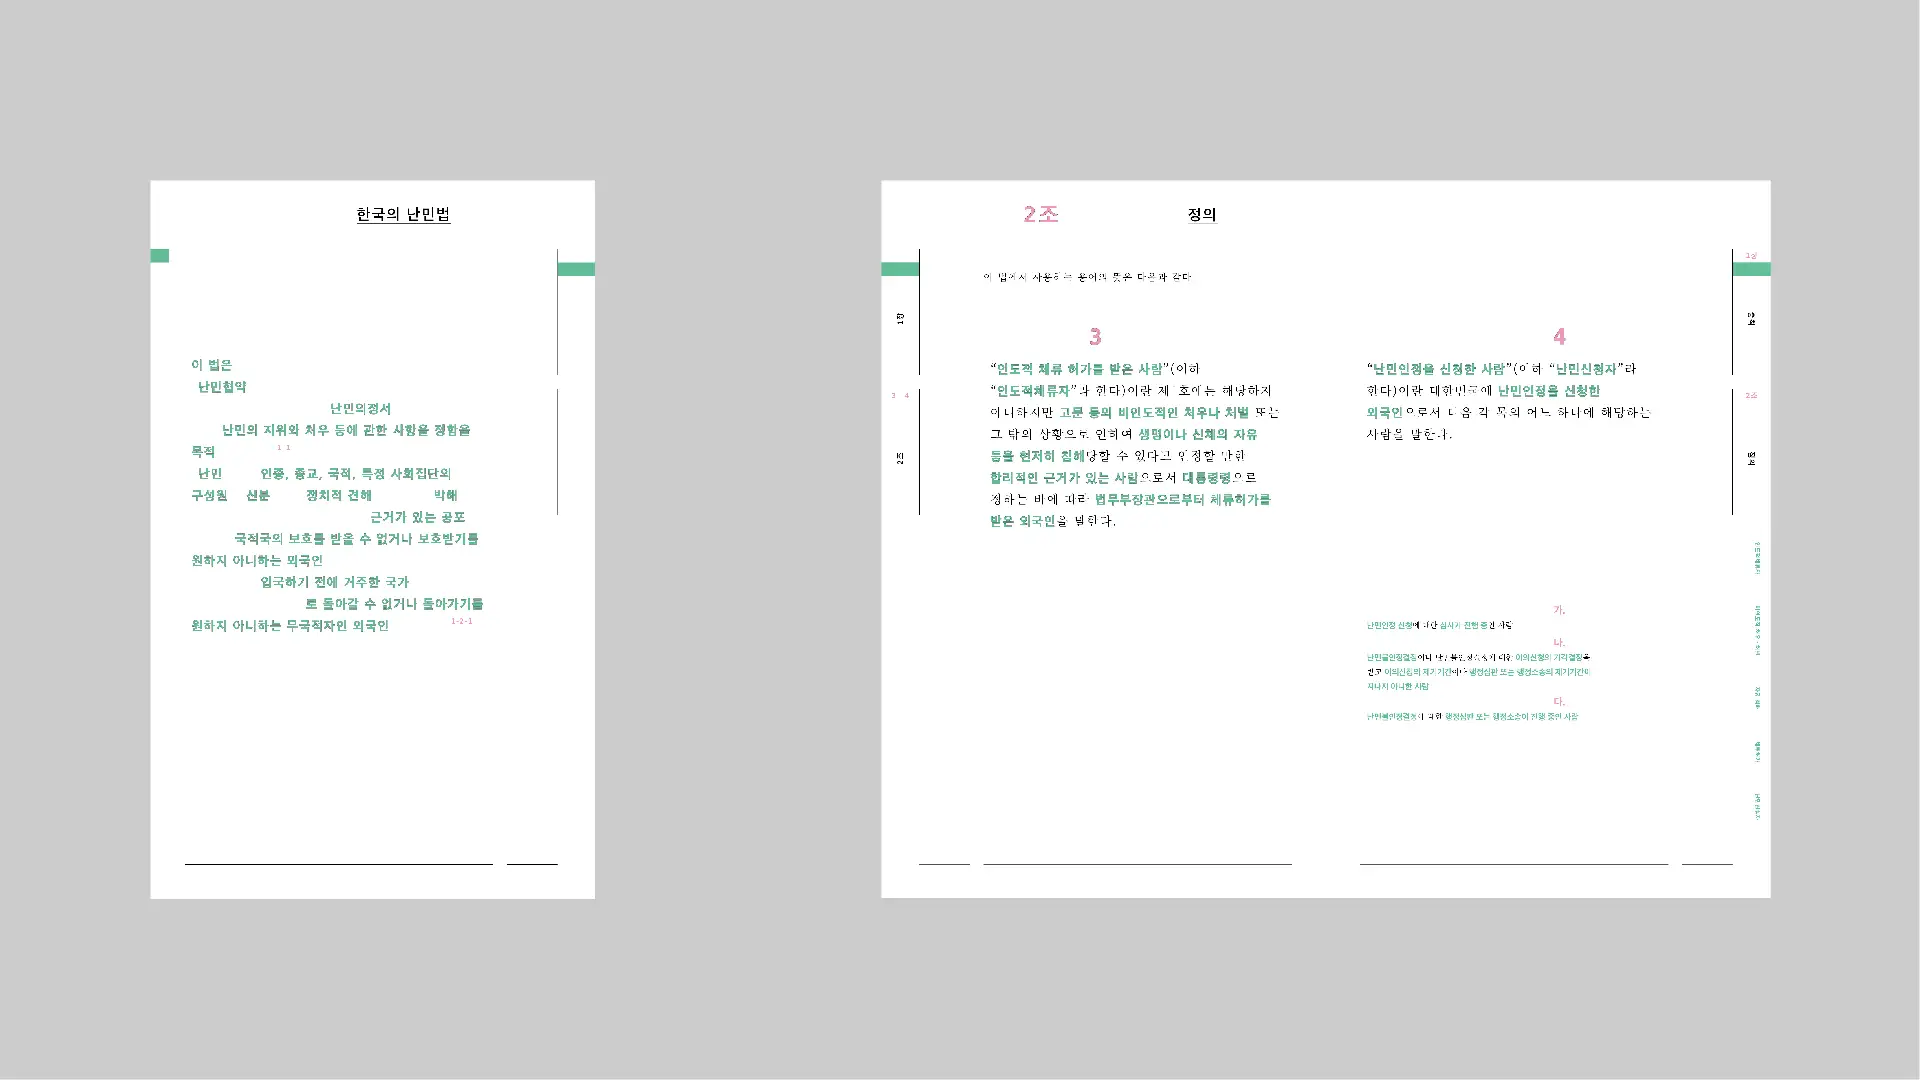 한국의 난민법
이 법은
난민협약
난민의정서
난민의 지위와 처우 등에 관한 사항을 정함을
목적
1-1
난민 인종, 종교, 국적, 특정 사회집단의
구성원 신분 정치적 견해 박해
근거가 있는 공포
국적국의 보호를 받을 수 없거나 보호받기를
원하지 아니하는 외국인
입국하기 전에 거주한 국가
로 돌아갈 수 없거나 돌아가기를
원하지 아니하는 무국적자인 외국인
1-2-1
2조 정의
이 법에서 사용하는 용어의 뜻은 다음과 같다
1장
3 4
2조
3
“인도적 체류 허가를 받은 사람”(이하
“인도적체류자”라 한다)이란 제1호에는 해당하지
아니하지만 고문 등의 비인도적인 처우나 처벌 또는
그 밖의 상황으로 인하여 생명이나 신체의 자유
등을 현저히 침해당할 수 있다고 인정할 만한
합리적인 근거가 있는 사람으로서 대통령령으로
정하는 바에 따라 법무부장관으로부터 체류허가를
받은 외국인을 말한다.
4
“난민인정을 신청한 사람”(이하 “난민신청자”라
한다)이란 대한민국에 난민인정을 신청한
외국인으로서 다음 각 목의 어느 하나에 해당하는
사람을 말한다.
가.
난민인정 신청에 대한 심사가 진행 중인 사람
나.
난민불인정결정이나 난민불인정결정에 대한 이의신청의 기각결정을
받고 이의신청의 제기기간이나 행정심판 또는 행정소송의 제기기간이
지나지 아니한 사람
다.
난민불인정결정에 대한 행정심판 또는 행정소송이 진행 중인 사람
1장
총칙
2조
정의